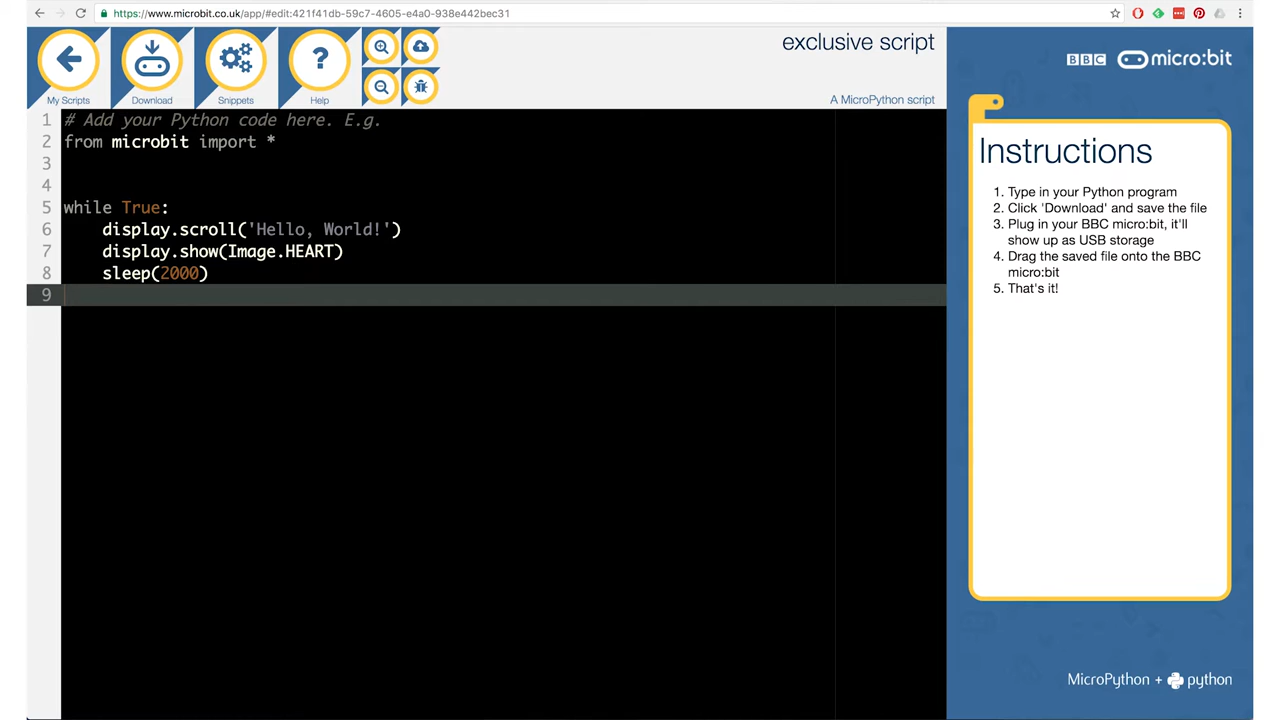 https://www.microbit.co.uk/app/#edit:421f41db-59c7-4605-e4a0-938e442bec31
My Scripts
Download
Snippets
?
Help
exclusive script
A MicroPython script
BBC micro:bit
1 # Add your Python code here. E.g.
2 from microbit import *
3
4
5 while True:
6 display.scroll('Hello, World!')
7 display.show(Image.HEART)
8 sleep(2000)
9
Instructions
1. Type in your Python program
2. Click 'Download' and save the file
3. Plug in your BBC micro:bit, it'll
show up as USB storage
4. Drag the saved file onto the BBC
micro:bit
5. That's it!
MicroPython + python